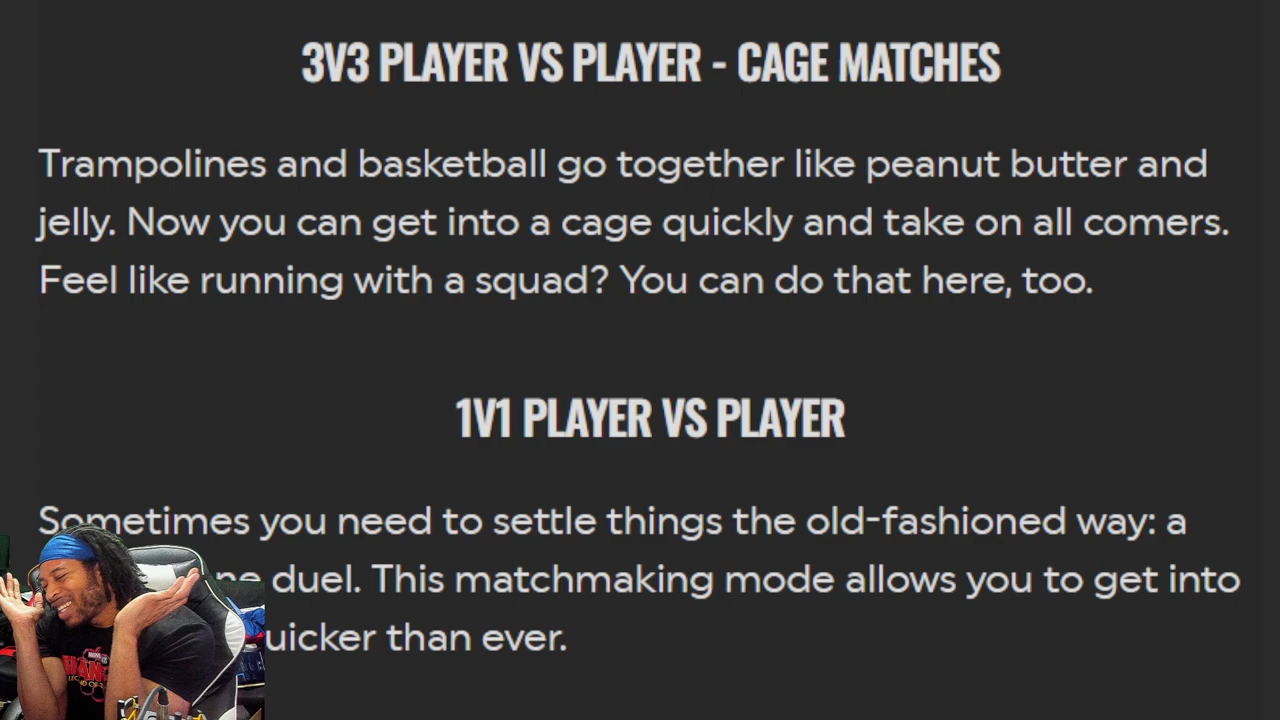 3V3 PLAYER VS PLAYER - CAGE MATCHES
Trampolines and basketball go together like peanut butter and
jelly. Now you can get into a cage quickly and take on all comers.
Feel like running with a squad? You can do that here, too.
1V1 PLAYER VS PLAYER
Sometimes you need to settle things the old-fashioned way: a
duel. This matchmaking mode allows you to get into
than ever.